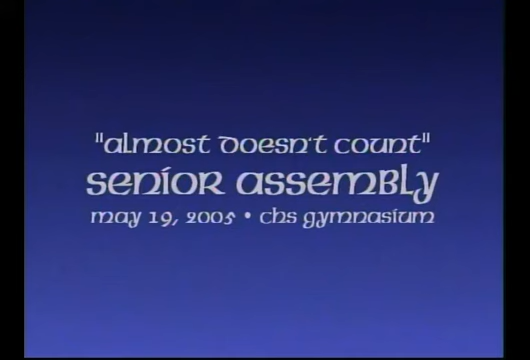 "almost doesn't count"
senior assembly
may 19, 2005 • chs gymnasium